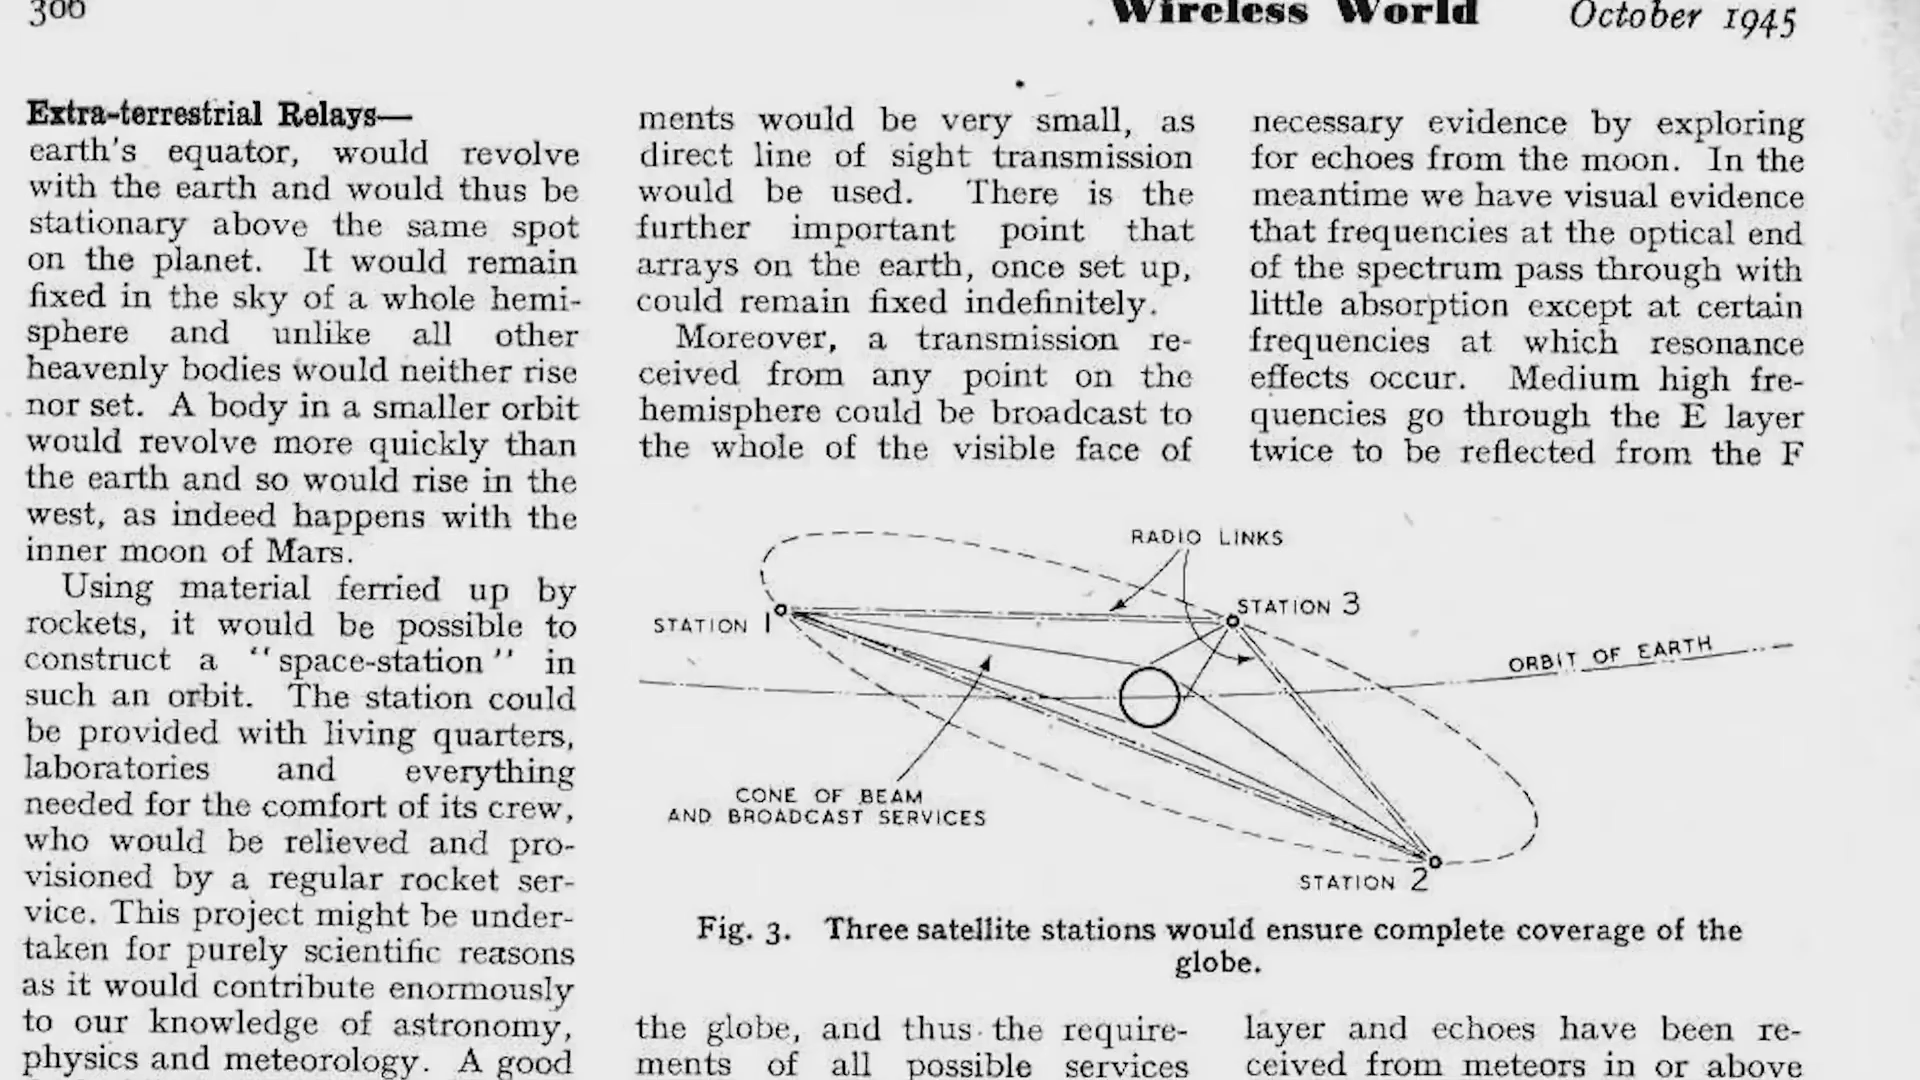 306
Wireless World
October 1945
Extra-terrestrial Relays—
earth's equator, would revolve
with the earth and would thus be
stationary above the same spot
on the planet. It would remain
fixed in the sky of a whole hemi-
sphere and unlike all other
heavenly bodies would neither rise
nor set. A body in a smaller orbit
would revolve more quickly than
the earth and so would rise in the
west, as indeed happens with the
inner moon of Mars.
Using material ferried up by
rockets, it would be possible to
construct a "space-station" in
such an orbit. The station could
be provided with living quarters,
laboratories and everything
needed for the comfort of its crew,
who would be relieved and pro-
visioned by a regular rocket ser-
vice. This project might be under-
taken for purely scientific reasons
as it would contribute enormously
to our knowledge of astronomy,
physics and meteorology. A good
ments would be very small, as
direct line of sight transmission
would be used. There is the
further important point that
arrays on the earth, once set up,
could remain fixed indefinitely.
Moreover, a transmission re-
ceived from any point on the
hemisphere could be broadcast to
the whole of the visible face of
necessary evidence by exploring
for echoes from the moon. In the
meantime we have visual evidence
that frequencies at the optical end
of the spectrum pass through with
little absorption except at certain
frequencies at which resonance
effects occur. Medium high fre-
quencies go through the E layer
twice to be reflected from the F
RADIO LINKS
STATION 1
STATION 3
ORBIT OF EARTH
CONE OF BEAM
AND BROADCAST SERVICES
STATION 2
Fig. 3. Three satellite stations would ensure complete coverage of the
globe.
the globe, and thus the require-
ments of all possible services
layer and echoes have been re-
ceived from meteors in or above